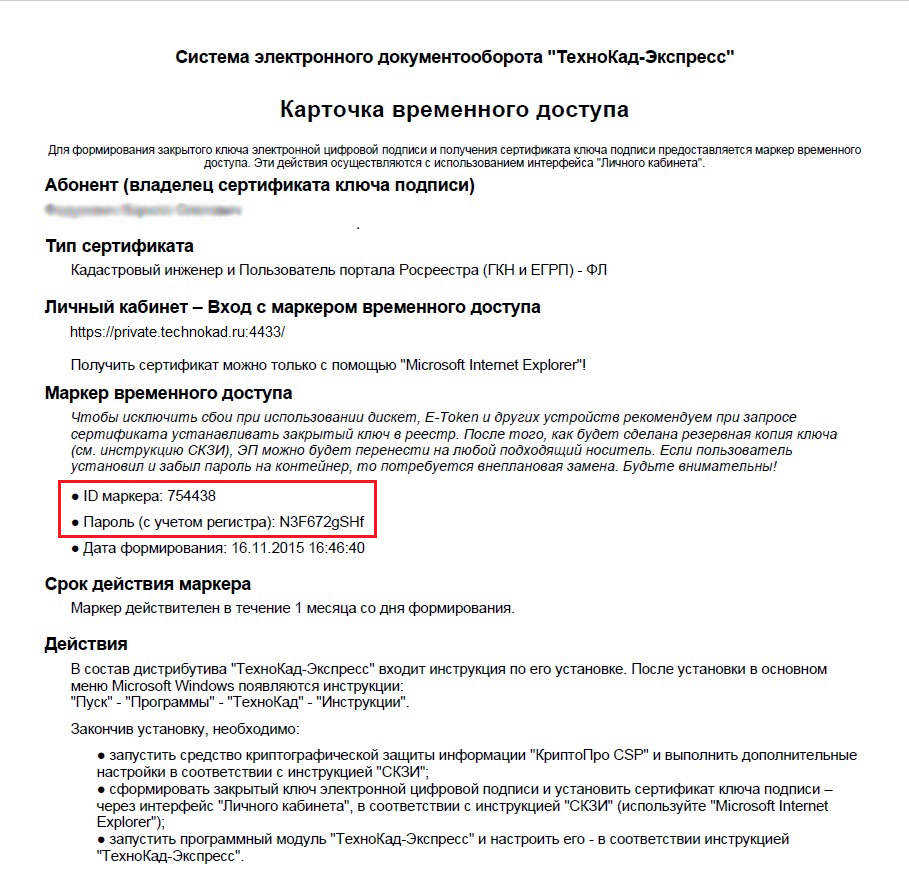 Система электронного документооборота "ТехноКад-Экспресс"
Карточка временного доступа
Для формирования закрытого ключа электронной цифровой подписи и получения сертификата ключа подписи предоставляется маркер временного
доступа. Эти действия осуществляются с использованием интерфейса "Личного кабинета".
Абонент (владелец сертификата ключа подписи)
.
Тип сертификата
Кадастровый инженер и Пользователь портала Росреестра (ГКН и ЕГРП) - ФЛ
Личный кабинет – Вход с маркером временного доступа
https://private.technokad.ru:4433/
Получить сертификат можно только с помощью "Microsoft Internet Explorer"!
Маркер временного доступа
Чтобы исключить сбои при использовании дискет, E-Token и других устройств рекомендуем при запросе
сертификата устанавливать закрытый ключ в реестр. После того, как будет сделана резервная копия ключа
(см. инструкцию СКЗИ), ЭП можно будет перенести на любой подходящий носитель. Если пользователь
установил и забыл пароль на контейнер, то потребуется внеплановая замена. Будьте внимательны!
● ID маркера: 754438
● Пароль (с учетом регистра): N3F672gSHf
● Дата формирования: 16.11.2015 16:46:40
Срок действия маркера
Маркер действителен в течение 1 месяца со дня формирования.
Действия
В состав дистрибутива "ТехноКад-Экспресс" входит инструкция по его установке. После установки в основном
меню Microsoft Windows появляются инструкции:
"Пуск" - "Программы" - "ТехноКад" - "Инструкции".
Закончив установку, необходимо:
● запустить средство криптографической защиты информации "КриптоПро CSP" и выполнить дополнительные
настройки в соответствии с инструкцией "СКЗИ";
● сформировать закрытый ключ электронной цифровой подписи и установить сертификат ключа подписи –
через интерфейс "Личного кабинета", в соответствии с инструкцией "СКЗИ" (используйте "Microsoft Internet
Explorer");
● запустить программный модуль "ТехноКад-Экспресс" и настроить его - в соответствии инструкцией
"ТехноКад-Экспресс".